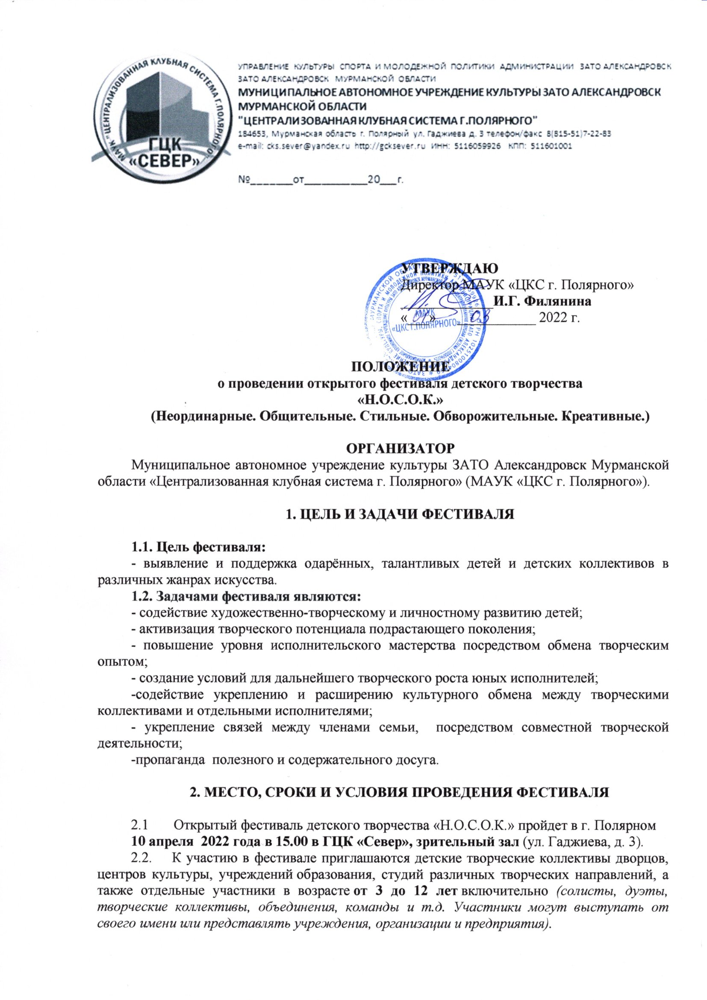 МАУК "ЦЕНТРАЛИЗОВАННАЯ КЛУБНАЯ СИСТЕМА Г.ПОЛЯРНОГО"
ГЦК
«СЕВЕР»
УПРАВЛЕНИЕ КУЛЬТУРЫ СПОРТА И МОЛОДЕЖНОЙ ПОЛИТИКИ АДМИНИСТРАЦИИ ЗАТО АЛЕКСАНДРОВСК
ЗАТО АЛЕКСАНДРОВСК МУРМАНСКОЙ ОБЛАСТИ
МУНИЦИПАЛЬНОЕ АВТОНОМНОЕ УЧРЕЖДЕНИЕ КУЛЬТУРЫ ЗАТО АЛЕКСАНДРОВСК
МУРМАНСКОЙ ОБЛАСТИ
"ЦЕНТРАЛИЗОВАННАЯ КЛУБНАЯ СИСТЕМА Г.ПОЛЯРНОГО"
184653, Мурманская область г. Полярный ул. Гаджиева д. 3 телефон/факс 8(815-51)7-22-83
e-mail: cks.sever@yandex.ru http://gcksever.ru ИНН: 5116059926 КПП: 511601001
№_______от__________20___г.
УТВЕРЖДАЮ
Директор МАУК «ЦКС г. Полярного»
_____________И.Г. Филянина
«01» 03 2022 г.
МАУК
«ЦКС Г.ПОЛЯРНОГО»
ПОЛОЖЕНИЕ
о проведении открытого фестиваля детского творчества
«Н.О.С.О.К.»
(Неординарные. Общительные. Стильные. Обворожительные. Креативные.)
ОРГАНИЗАТОР
Муниципальное автономное учреждение культуры ЗАТО Александровск Мурманской
области «Централизованная клубная система г. Полярного» (МАУК «ЦКС г. Полярного»).
1. ЦЕЛЬ И ЗАДАЧИ ФЕСТИВАЛЯ
1.1. Цель фестиваля:
- выявление и поддержка одарённых, талантливых детей и детских коллективов в
различных жанрах искусства.
1.2. Задачами фестиваля являются:
- содействие художественно-творческому и личностному развитию детей;
- активизация творческого потенциала подрастающего поколения;
- повышение уровня исполнительского мастерства посредством обмена творческим
опытом;
- создание условий для дальнейшего творческого роста юных исполнителей;
-содействие укреплению и расширению культурного обмена между творческими
коллективами и отдельными исполнителями;
- укрепление связей между членами семьи, посредством совместной творческой
деятельности;
-пропаганда полезного и содержательного досуга.
2. МЕСТО, СРОКИ И УСЛОВИЯ ПРОВЕДЕНИЯ ФЕСТИВАЛЯ
2.1 Открытый фестиваль детского творчества «Н.О.С.О.К.» пройдет в г. Полярном
10 апреля 2022 года в 15.00 в ГЦК «Север», зрительный зал (ул. Гаджиева, д. 3).
2.2. К участию в фестивале приглашаются детские творческие коллективы дворцов,
центров культуры, учреждений образования, студий различных творческих направлений, а
также отдельные участники в возрасте от 3 до 12 лет включительно (солисты, дуэты,
творческие коллективы, объединения, команды и т.д. Участники могут выступать от
своего имени или представлять учреждения, организации и предприятия).